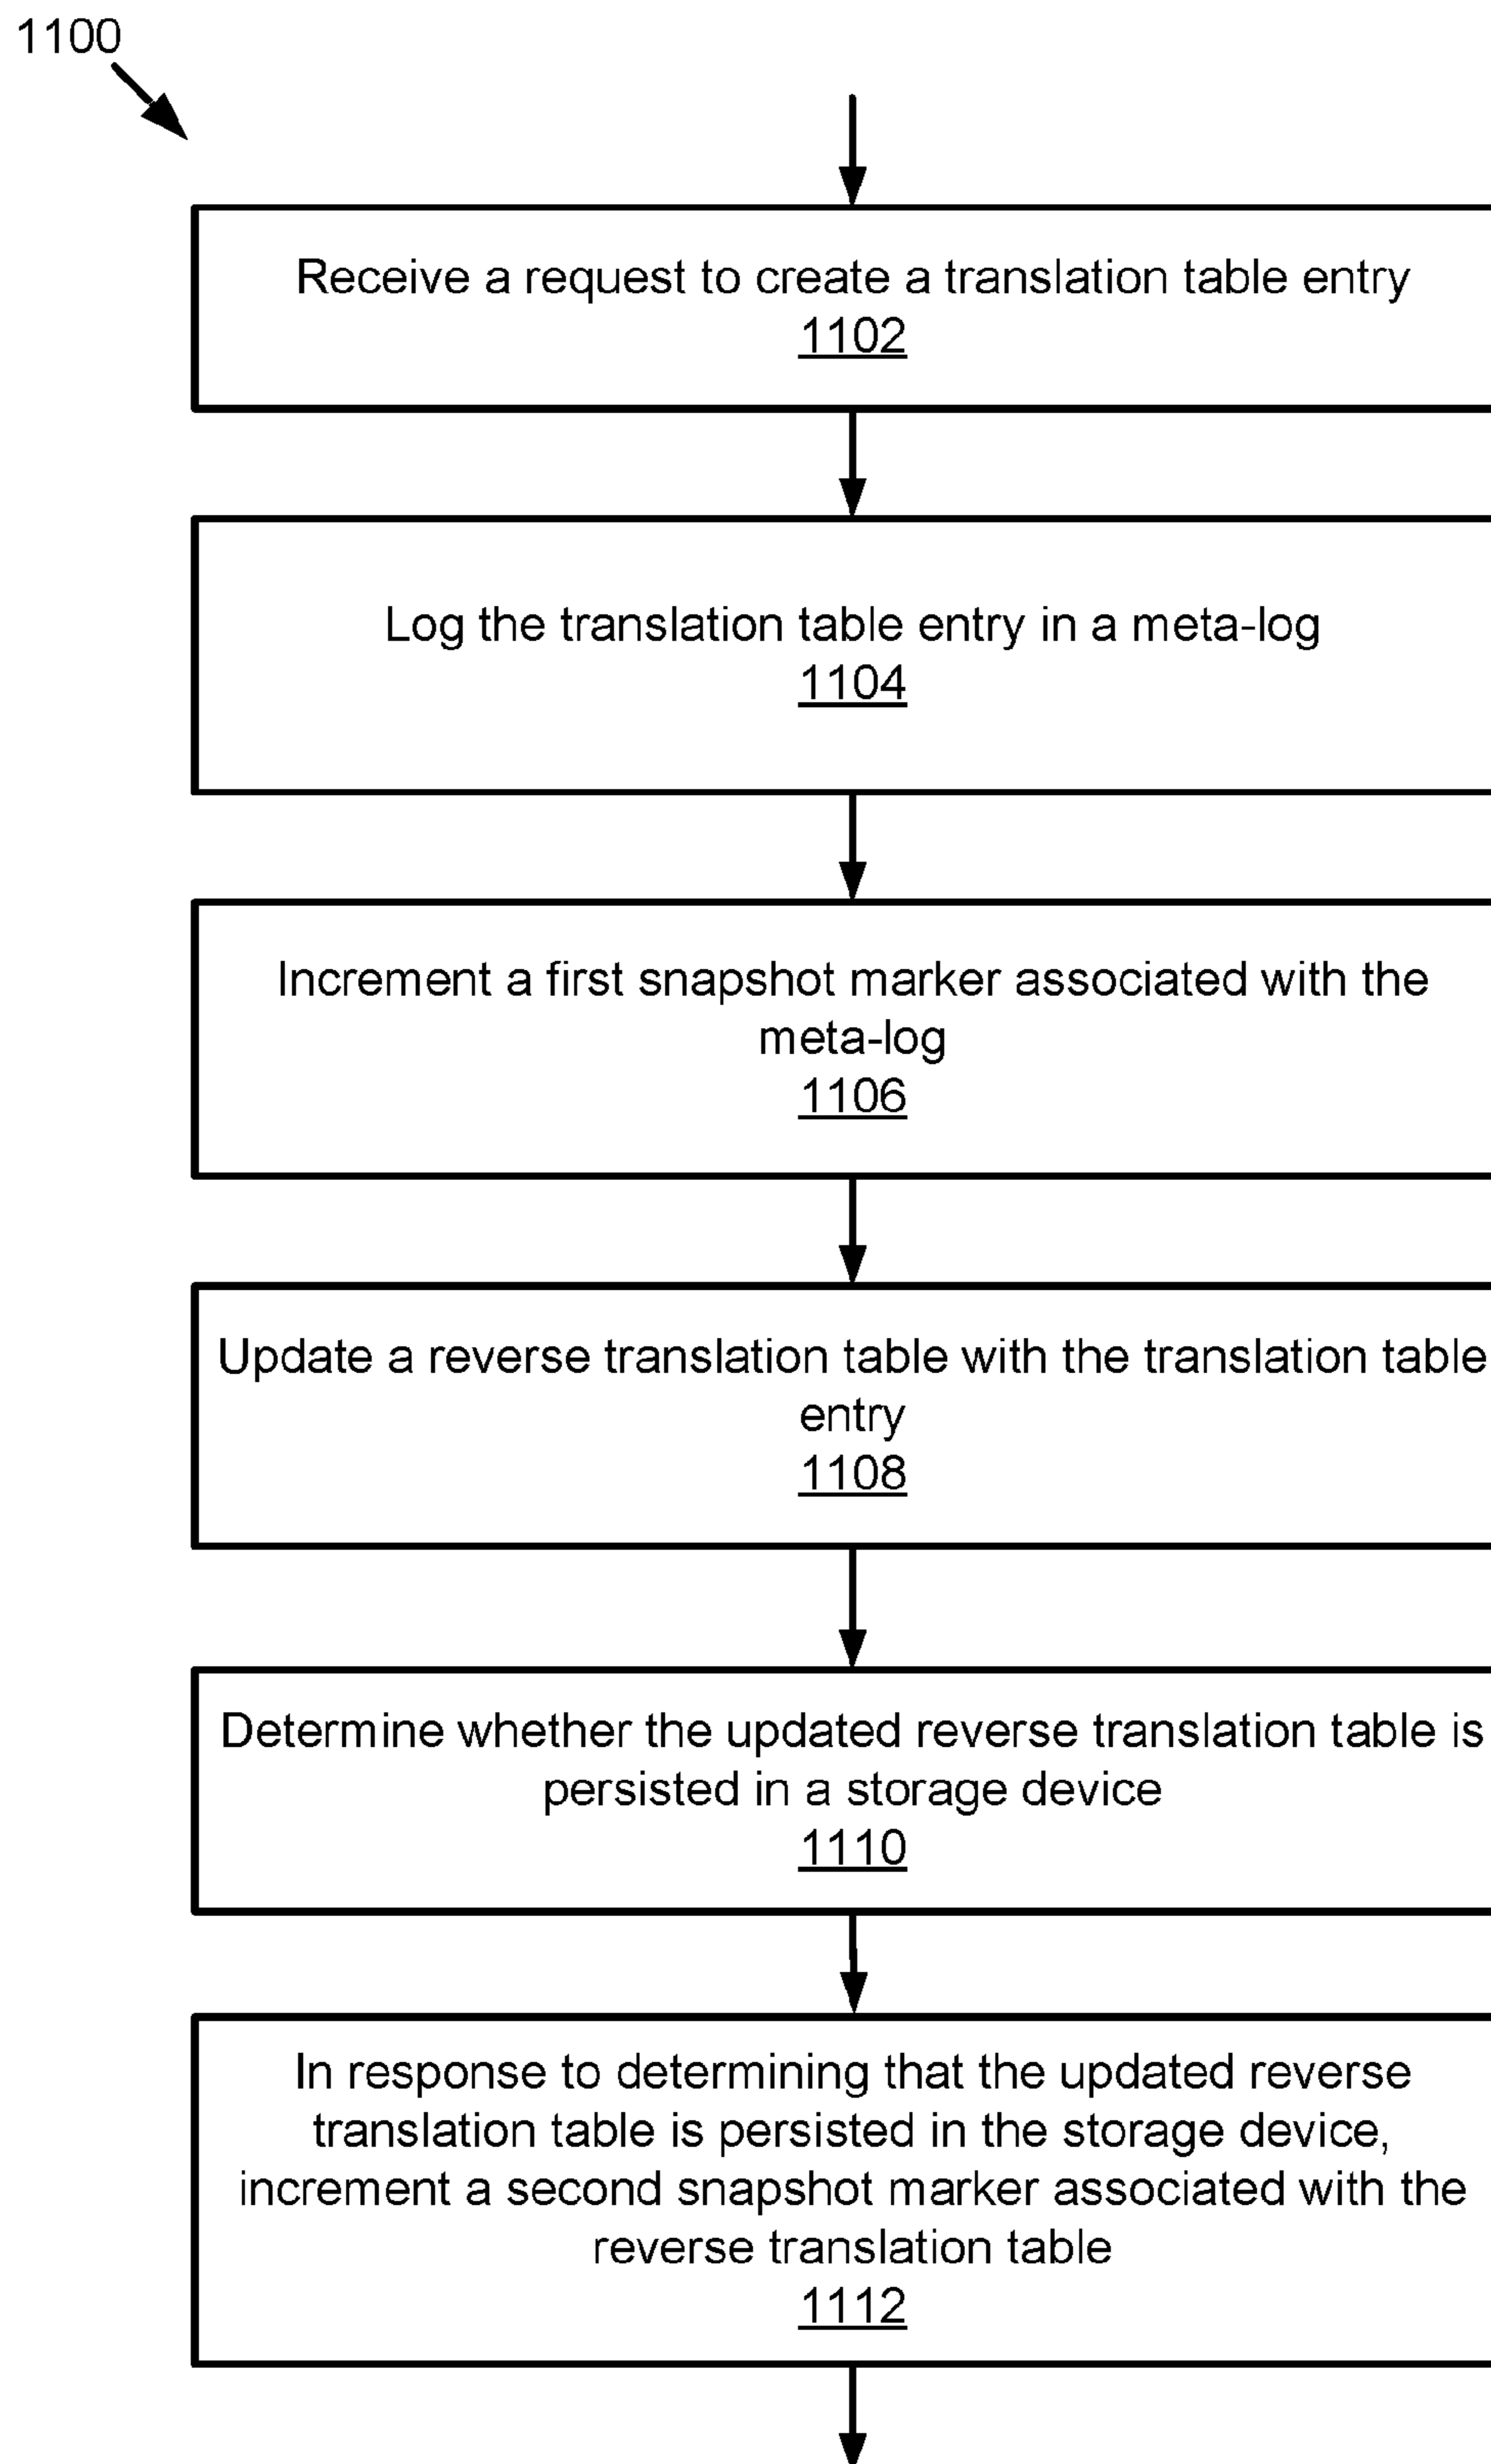 1100
Receive a request to create a translation table entry
1102
Log the translation table entry in a meta-log
1104
Increment a first snapshot marker associated with the
meta-log
1106
Update a reverse translation table with the translation table
entry
1108
Determine whether the updated reverse translation table is
persisted in a storage device
1110
In response to determining that the updated reverse
translation table is persisted in the storage device,
increment a second snapshot marker associated with the
reverse translation table
1112